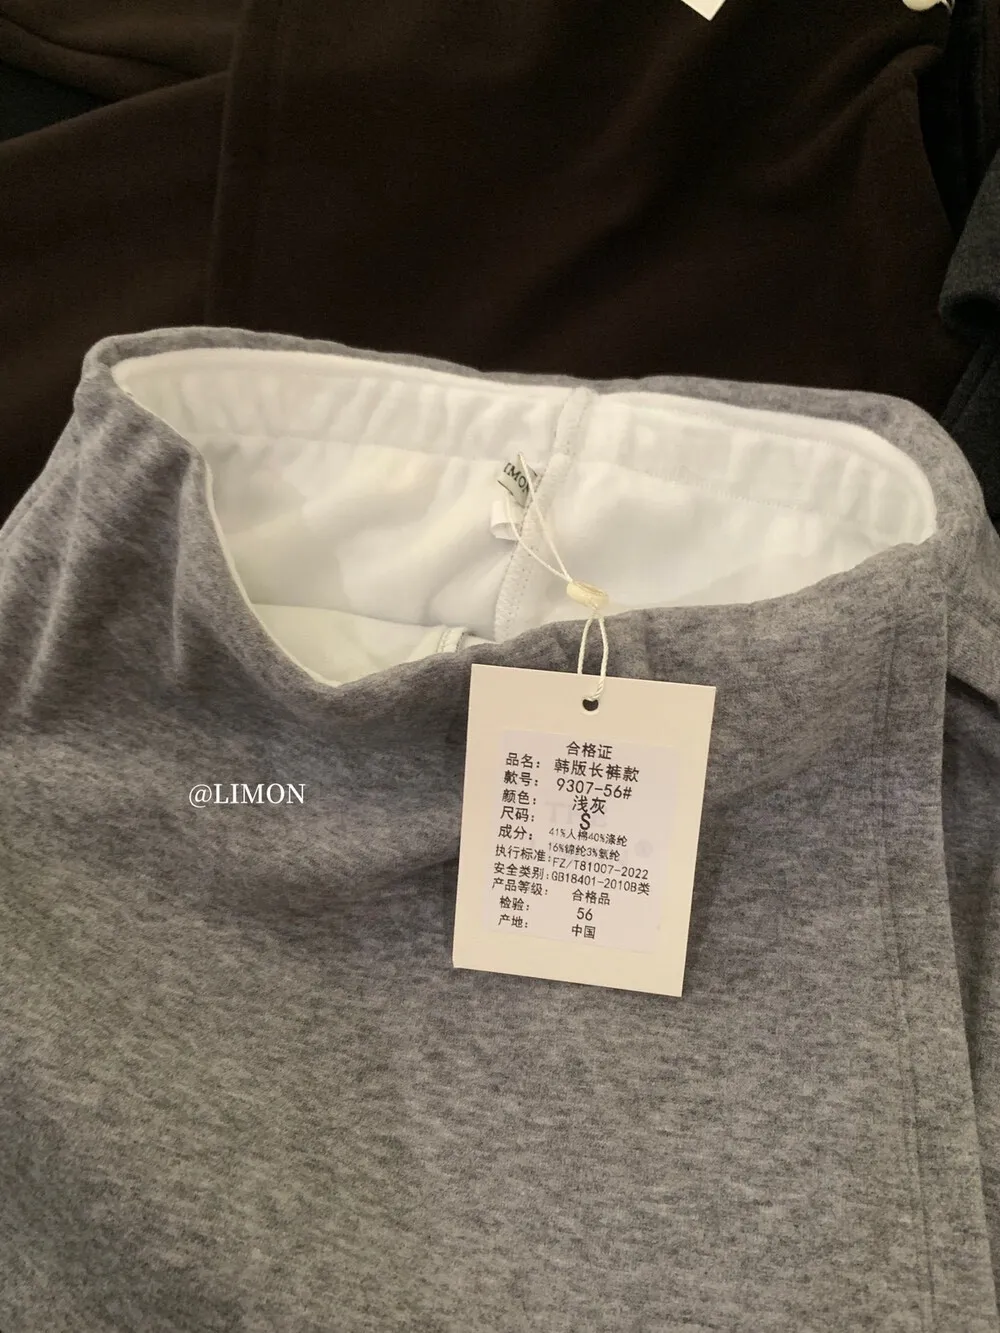 IMON
合格证
品名： 韩版长裤款
款号： 9307-56#
颜色： 浅灰
尺码： S
成分： 41%人棉40%涤纶
16%锦纶3%氨纶
执行标准：FZ/T81007-2022
安全类别：GB18401-2010B类
产品等级： 合格品
检验： 56
产地： 中国
@LIMON